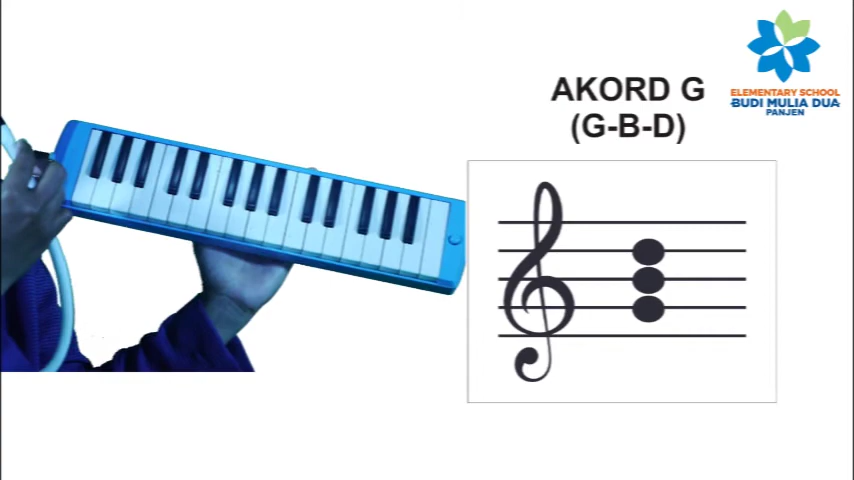 AKORD G
(G-B-D)
ELEMENTARY SCHOOL
BUDI MULIA DUA
PANJEN